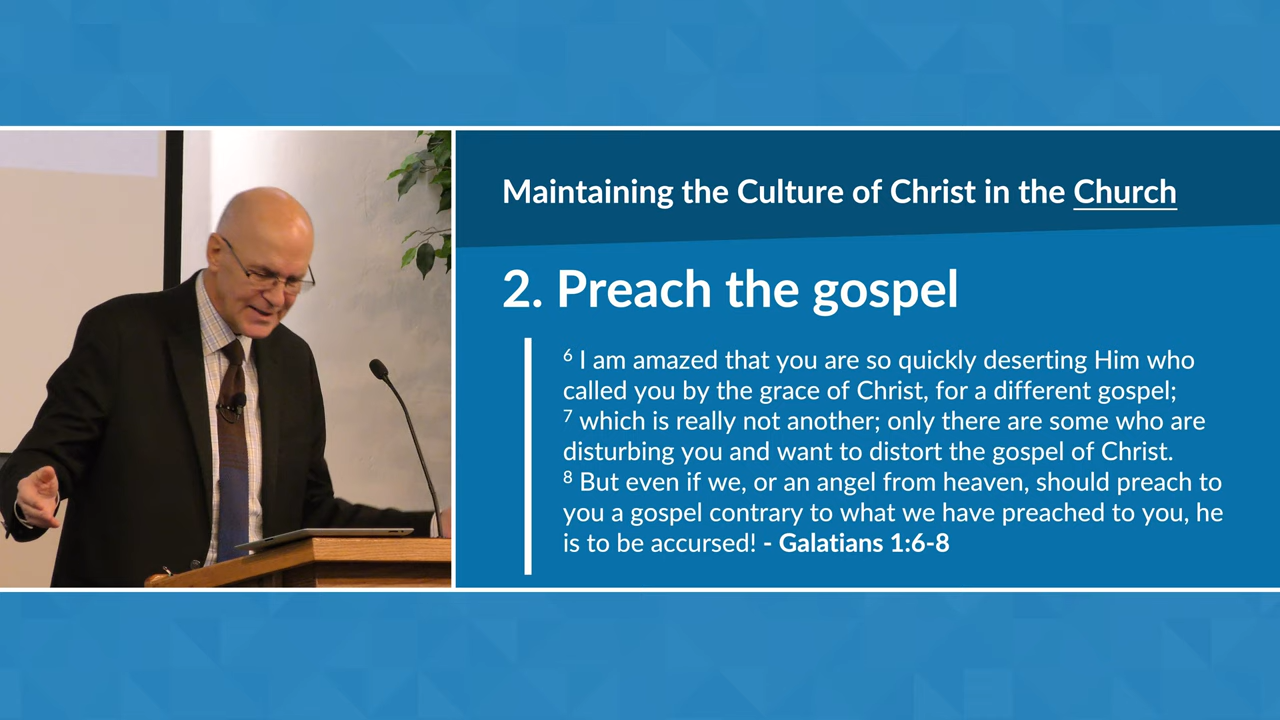 Maintaining the Culture of Christ in the Church
2. Preach the gospel
6 I am amazed that you are so quickly deserting Him who
called you by the grace of Christ, for a different gospel;
7 which is really not another; only there are some who are
disturbing you and want to distort the gospel of Christ.
8 But even if we, or an angel from heaven, should preach to
you a gospel contrary to what we have preached to you, he
is to be accursed! - Galatians 1:6-8